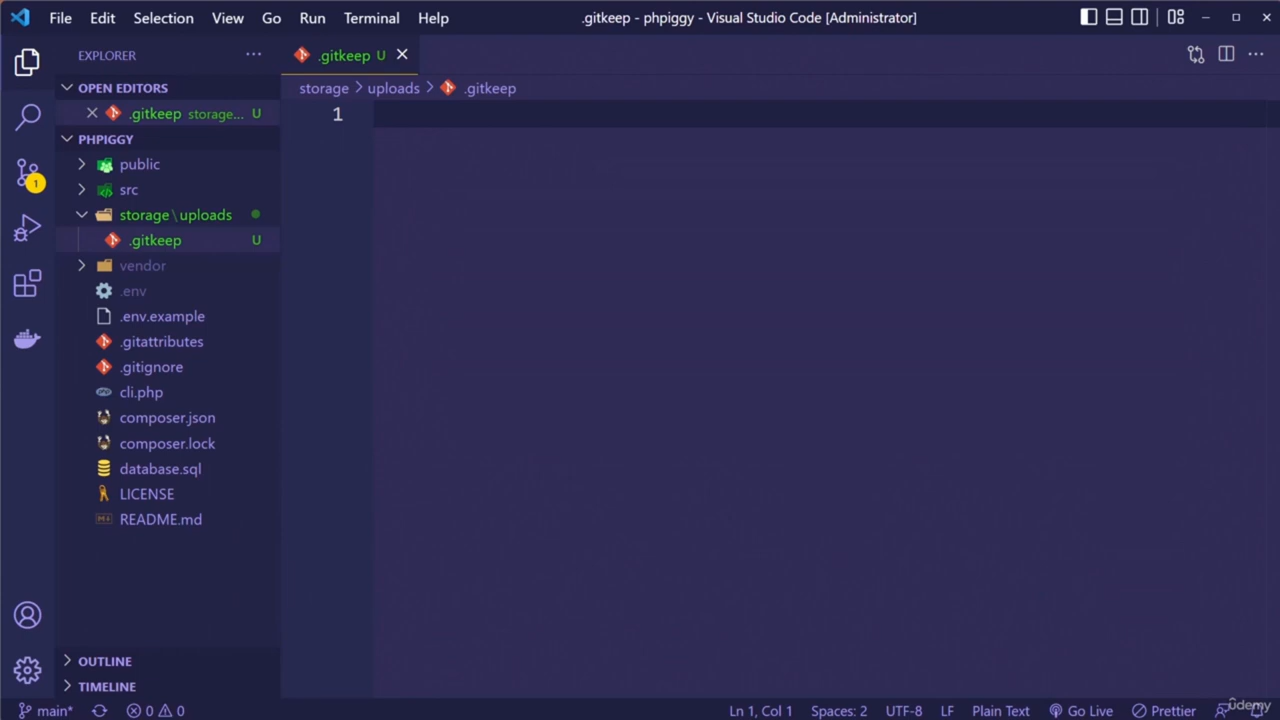 File Edit Selection View Go Run Terminal Help
.gitkeep - phpiggy - Visual Studio Code [Administrator]
EXPLORER
.gitkeep U
OPEN EDITORS
.gitkeep storage... U
storage > uploads > .gitkeep
1
PHPIGGY
public
src
storage\uploads
.gitkeep U
vendor
.env
.env.example
.gitattributes
.gitignore
cli.php
composer.json
composer.lock
database.sql
LICENSE
README.md
1
OUTLINE
TIMELINE
main* 0 0
Ln 1, Col 1 Spaces: 2 UTF-8 LF Plain Text Go Live Prettier
ûdemy